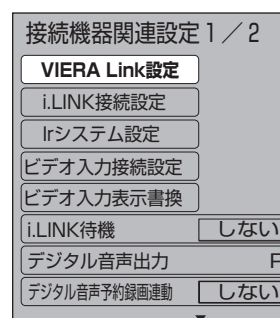 接続機器関連設定1／2
VIERA Link設定
i.LINK接続設定
Irシステム設定
ビデオ入力接続設定
ビデオ入力表示書換
i.LINK待機 しない
デジタル音声出力
デジタル音声予約録画連動 しない